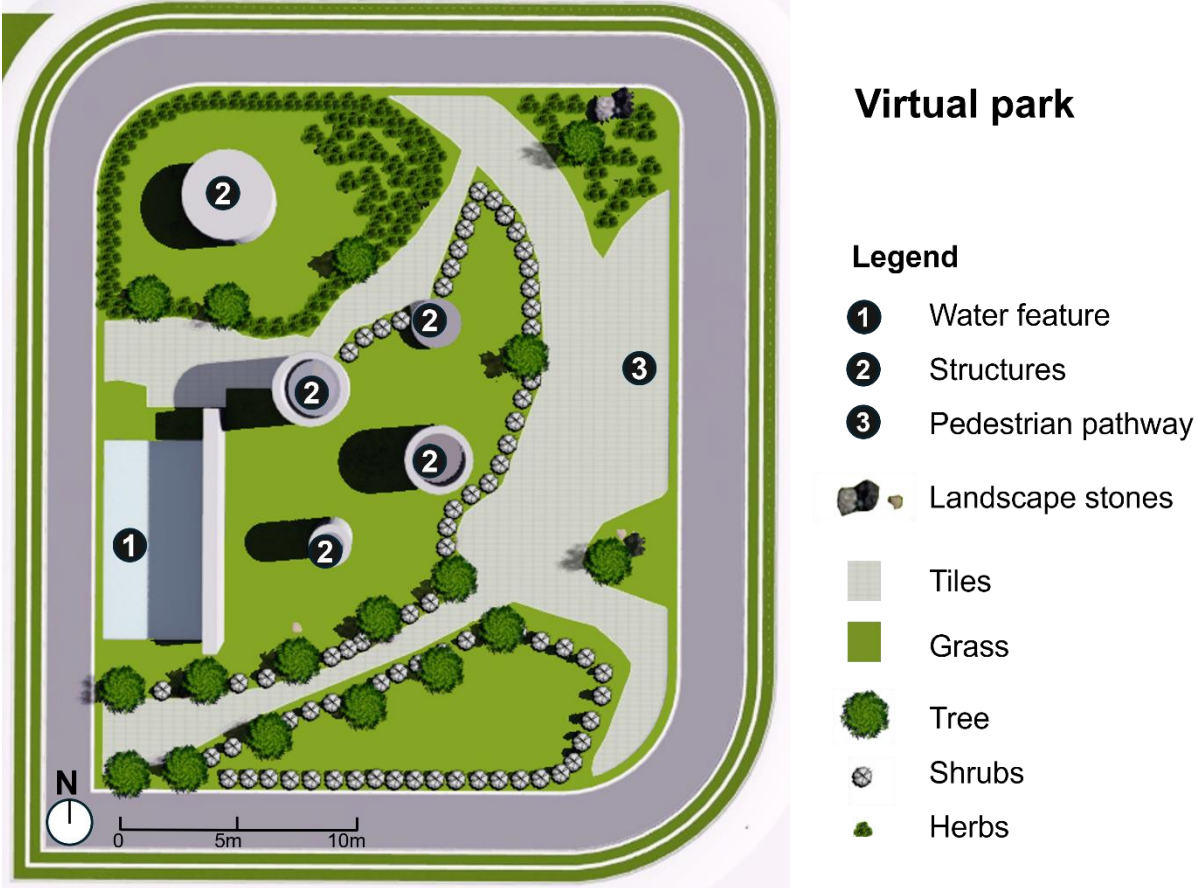 Virtual park
Legend
1 Water feature
2 Structures
3 Pedestrian pathway
Landscape stones
Tiles
Grass
Tree
Shrubs
Herbs
2
2
2
3
2
1
2
N
0 5m 10m